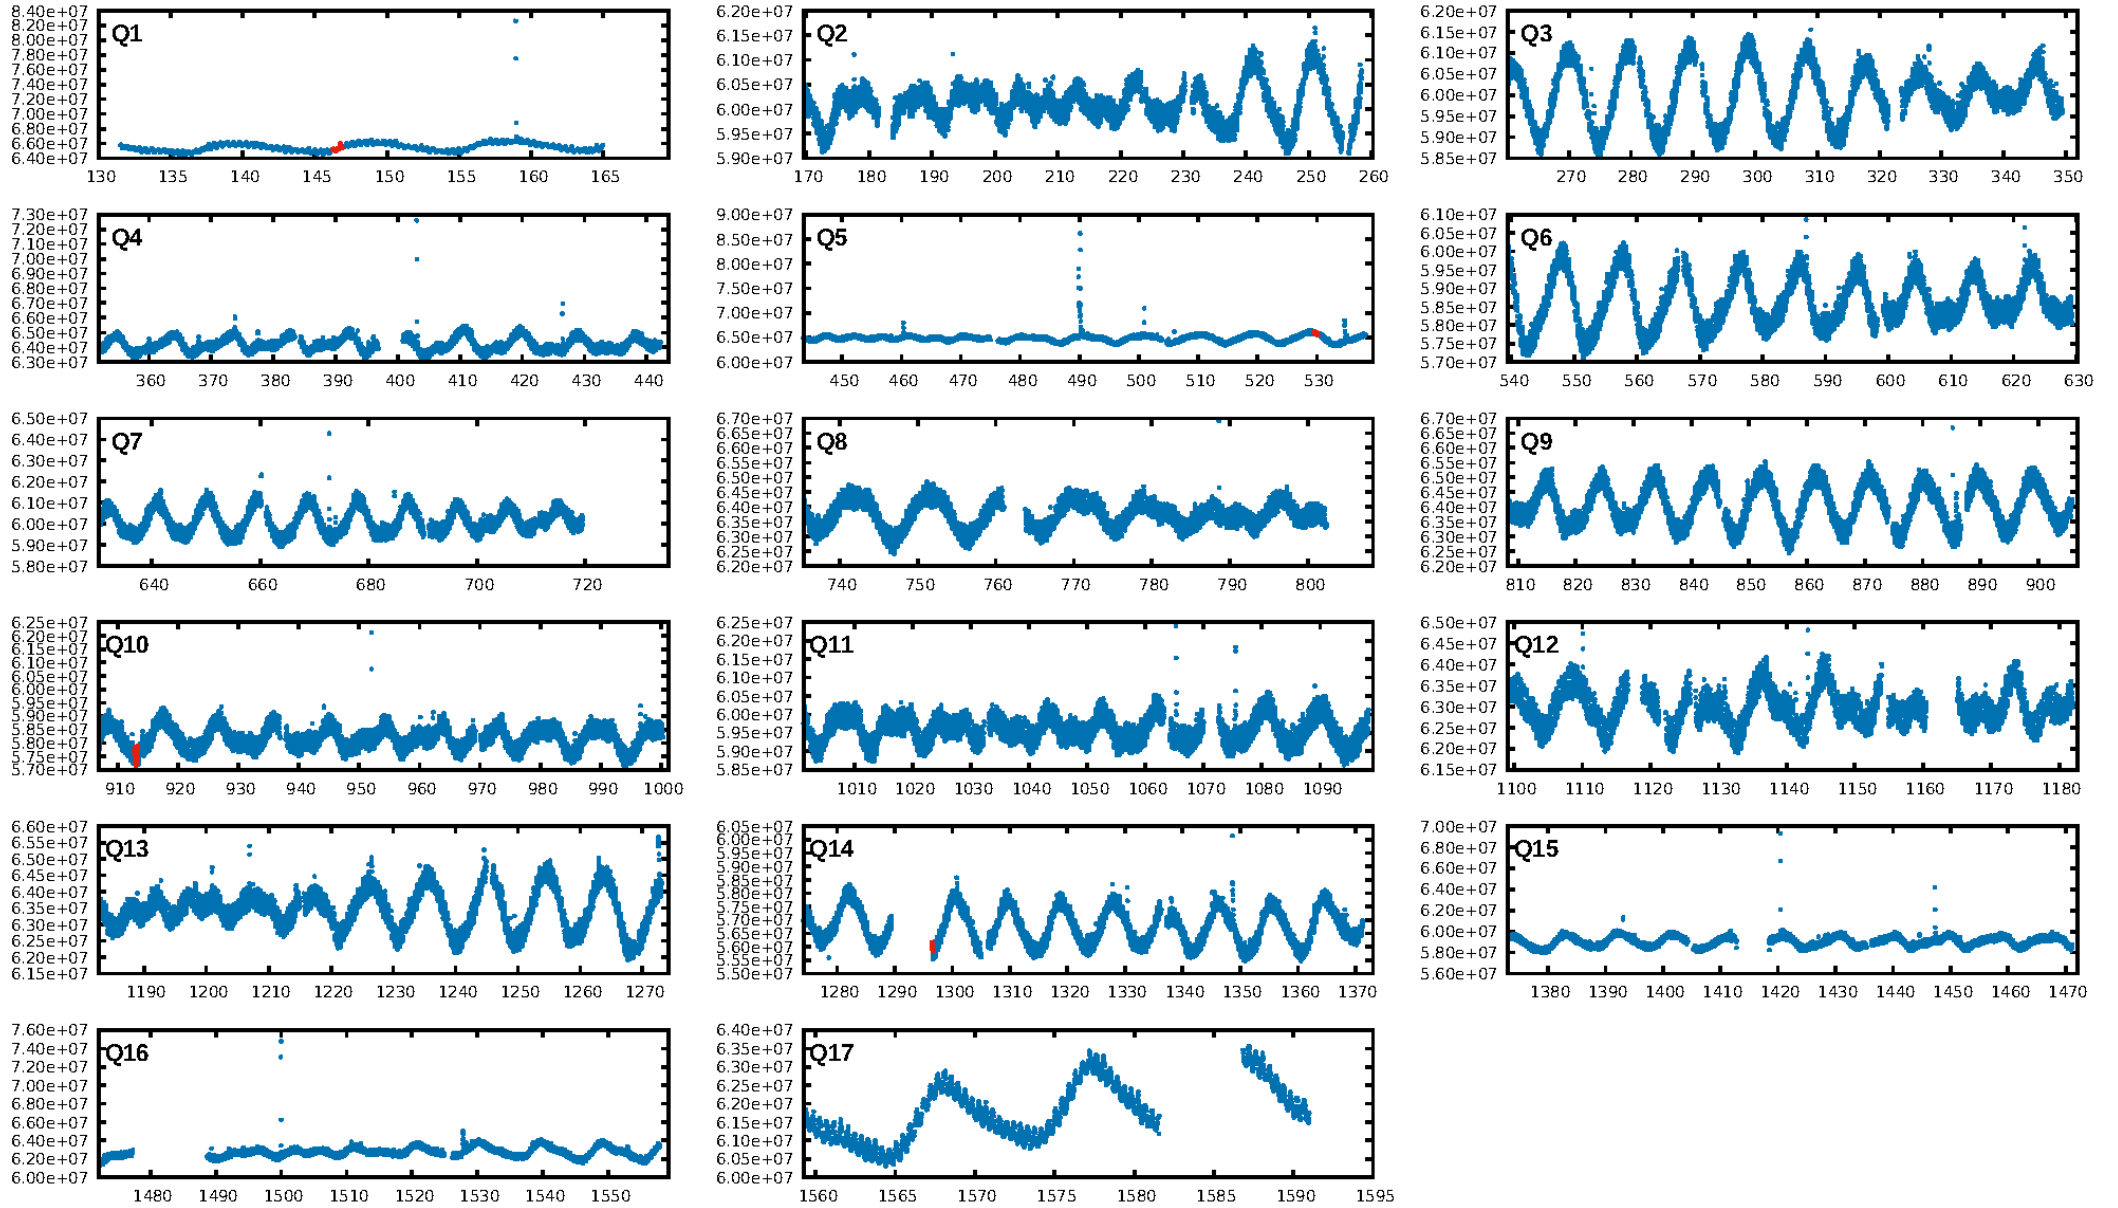 Q1
8.40e+07
8.20e+07
8.00e+07
7.80e+07
7.60e+07
7.40e+07
7.20e+07
7.00e+07
6.80e+07
6.60e+07
6.40e+07
130 135 140 145 150 155 160 165
Q2
6.20e+07
6.15e+07
6.10e+07
6.05e+07
6.00e+07
5.95e+07
5.90e+07
170 180 190 200 210 220 230 240 250 260
Q3
6.20e+07
6.15e+07
6.10e+07
6.05e+07
6.00e+07
5.95e+07
5.90e+07
5.85e+07
270 280 290 300 310 320 330 340 350
Q4
7.30e+07
7.20e+07
7.10e+07
7.00e+07
6.90e+07
6.80e+07
6.70e+07
6.60e+07
6.50e+07
6.40e+07
6.30e+07
360 370 380 390 400 410 420 430 440
Q5
9.00e+07
8.50e+07
8.00e+07
7.50e+07
7.00e+07
6.50e+07
6.00e+07
450 460 470 480 490 500 510 520 530
Q6
6.10e+07
6.05e+07
6.00e+07
5.95e+07
5.90e+07
5.85e+07
5.80e+07
5.75e+07
5.70e+07
540 550 560 570 580 590 600 610 620 630
Q7
6.50e+07
6.40e+07
6.30e+07
6.20e+07
6.10e+07
6.00e+07
5.90e+07
5.80e+07
640 660 680 700 720
Q8
6.70e+07
6.65e+07
6.60e+07
6.55e+07
6.50e+07
6.45e+07
6.40e+07
6.35e+07
6.30e+07
6.25e+07
6.20e+07
740 750 760 770 780 790 800
Q9
6.70e+07
6.65e+07
6.60e+07
6.55e+07
6.50e+07
6.45e+07
6.40e+07
6.35e+07
6.30e+07
6.25e+07
6.20e+07
810 820 830 840 850 860 870 880 890 900
Q10
6.25e+07
6.20e+07
6.15e+07
6.10e+07
6.05e+07
6.00e+07
5.95e+07
5.90e+07
5.85e+07
5.80e+07
5.75e+07
5.70e+07
910 920 930 940 950 960 970 980 990 1000
Q11
6.25e+07
6.20e+07
6.15e+07
6.10e+07
6.05e+07
6.00e+07
5.95e+07
5.90e+07
5.85e+07
1010 1020 1030 1040 1050 1060 1070 1080 1090
Q12
6.50e+07
6.45e+07
6.40e+07
6.35e+07
6.30e+07
6.25e+07
6.20e+07
6.15e+07
1100 1110 1120 1130 1140 1150 1160 1170 1180
Q13
6.60e+07
6.55e+07
6.50e+07
6.45e+07
6.40e+07
6.35e+07
6.30e+07
6.25e+07
6.20e+07
6.15e+07
1190 1200 1210 1220 1230 1240 1250 1260 1270
Q14
6.05e+07
6.00e+07
5.95e+07
5.90e+07
5.85e+07
5.80e+07
5.75e+07
5.70e+07
5.65e+07
5.60e+07
5.55e+07
5.50e+07
1280 1290 1300 1310 1320 1330 1340 1350 1360 1370
Q15
7.00e+07
6.80e+07
6.60e+07
6.40e+07
6.20e+07
6.00e+07
5.80e+07
5.60e+07
1380 1390 1400 1410 1420 1430 1440 1450 1460 1470
Q16
7.60e+07
7.40e+07
7.20e+07
7.00e+07
6.80e+07
6.60e+07
6.40e+07
6.20e+07
6.00e+07
1480 1490 1500 1510 1520 1530 1540 1550
Q17
6.40e+07
6.35e+07
6.30e+07
6.25e+07
6.20e+07
6.15e+07
6.10e+07
6.05e+07
6.00e+07
1560 1565 1570 1575 1580 1585 1590 1595